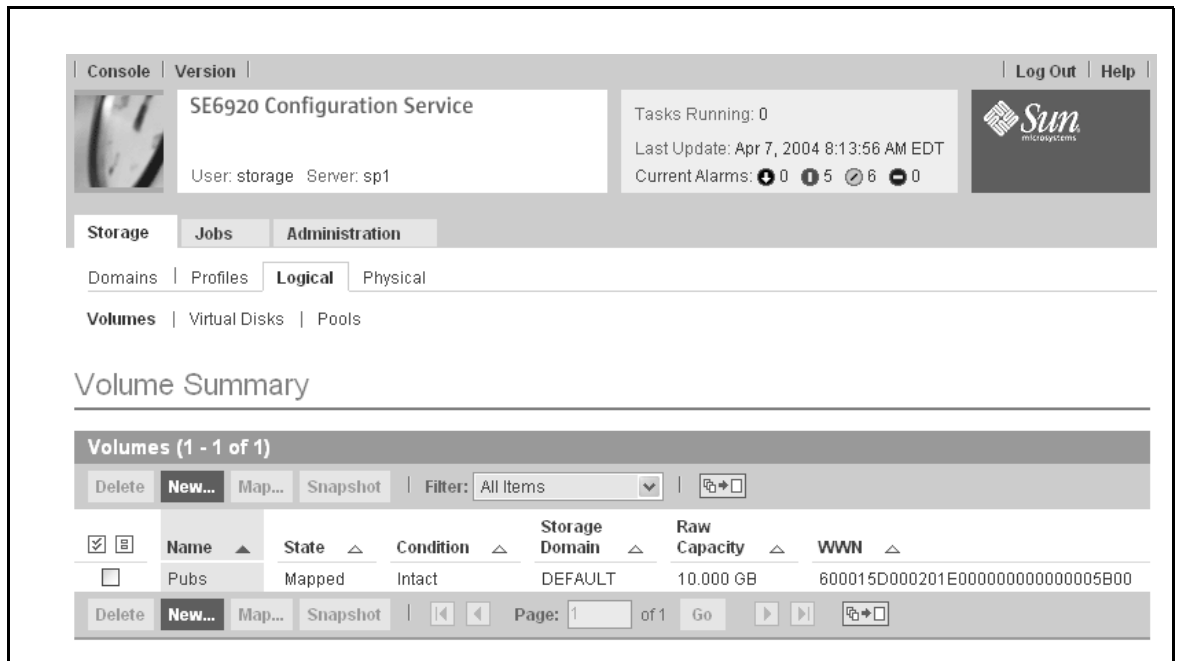 Console | Version | | Log Out | Help |
SE6920 Configuration Service
User: storage Server: sp1
Tasks Running: 0
Last Update: Apr 7, 2004 8:13:56 AM EDT
Current Alarms: 0 5 6 0
Sun
microsystems
Storage Jobs Administration
Domains | Profiles Logical Physical
Volumes | Virtual Disks | Pools
Volume Summary
Volumes (1 - 1 of 1)
Delete New... Map... Snapshot | Filter: All Items |
Name State Condition Storage Domain Raw Capacity WWN
Pubs Mapped Intact DEFAULT 10.000 GB 600015D000201E000000000000005B00
Delete New... Map... Snapshot | Page: 1 of 1 Go